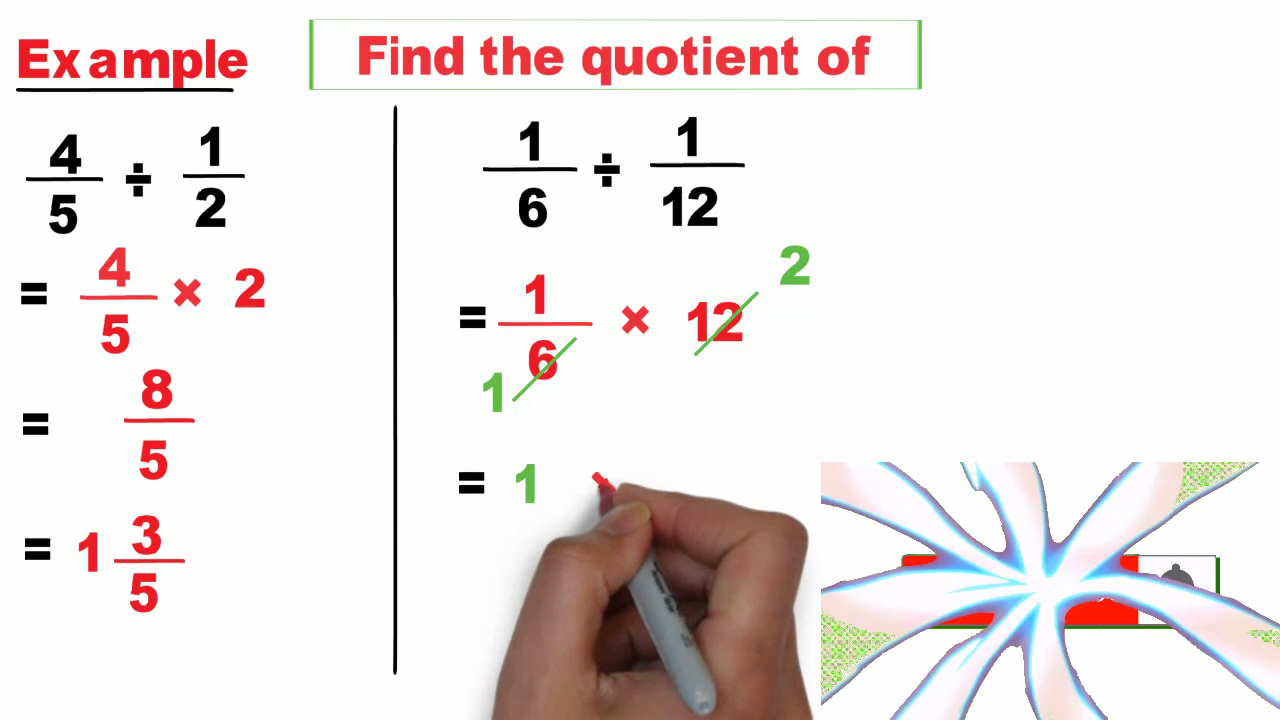 Example
Find the quotient of
4/5 ÷ 1/2
= 4/5 × 2
= 8/5
= 1 3/5
1/6 ÷ 1/12
= 1/6 × 12
1 2
= 1